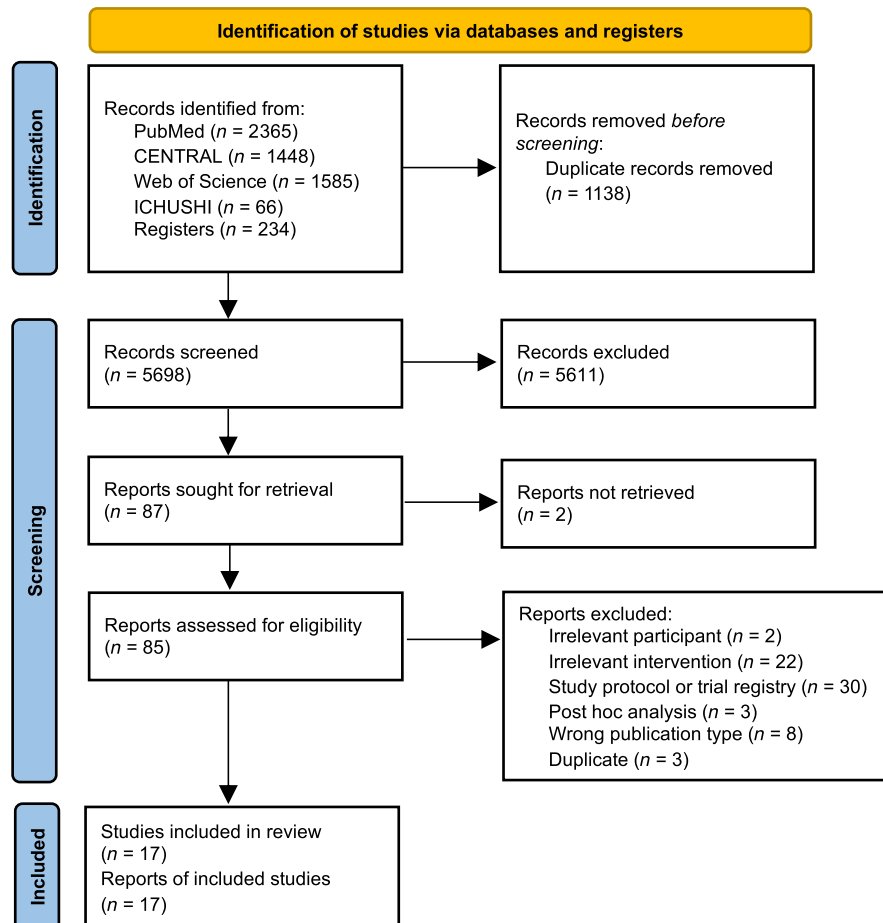 Identification of studies via databases and registers
Identification
Records identified from:
PubMed (n = 2365)
CENTRAL (n = 1448)
Web of Science (n = 1585)
ICHUSHI (n = 66)
Registers (n = 234)
Records removed before
screening:
Duplicate records removed
(n = 1138)
Screening
Records screened
(n = 5698)
Records excluded
(n = 5611)
Reports sought for retrieval
(n = 87)
Reports not retrieved
(n = 2)
Reports assessed for eligibility
(n = 85)
Reports excluded:
Irrelevant participant (n = 2)
Irrelevant intervention (n = 22)
Study protocol or trial registry (n = 30)
Post hoc analysis (n = 3)
Wrong publication type (n = 8)
Duplicate (n = 3)
Included
Studies included in review
(n = 17)
Reports of included studies
(n = 17)